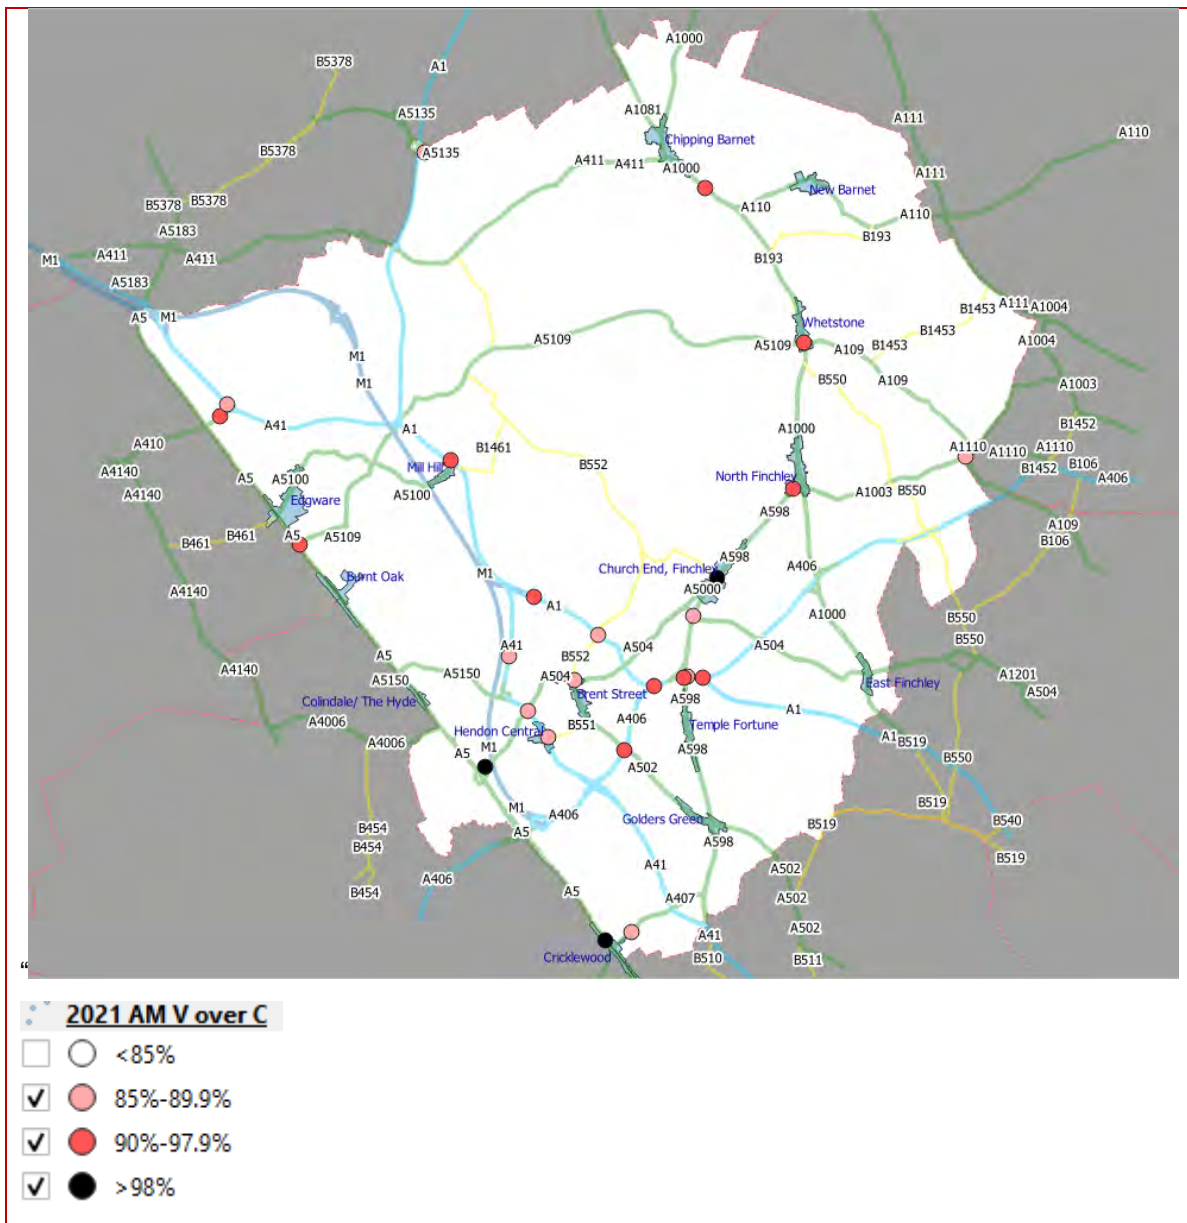 A1000
B5378
A1
A1081
A5135
A111
A110
Chipping Barnet
B5378
A5135
A411
A411
A1000
A111
New Barnet
B5378
B5378
A110
A110
A5183
B193
M1
A411
A411
B193
A5183
A5
M1
Whetstone
B1453
A111
A1004
B1453
A5109
A5109
A109
B1453
A1004
M1
M1
B550
A109
A1003
A41
A1
A1000
B1452
A410
B1461
A1110
A1110
A1110
A4140
Mill Hill
B552
B1452
B106
A406
A5
A5100
A5100
North Finchley
A1003
B550
A4140
Edgware
A598
A109
B461
B461
A5
A5109
B106
A598
Church End, Finchley
A406
Burnt Oak
M1
A5000
A4140
A1
A1000
B550
A504
A504
B550
A41
A5
B552
A4140
A5150
A504
A1201
A5150
Brent Street
A598
East Finchley
A504
Colindale/ The Hyde
A1
A4006
B551
A406
Temple Fortune
Hendon Central
A4006
A1
B519
A5
M1
A598
B550
A502
B519
M1
A406
Golders Green
B519
B540
B454
A5
A598
B454
B519
A41
A502
A406
B454
A5
A407
A502
A502
A41
Cricklewood
B510
B511
“
2021 AM V over C
<85%
85%-89.9%
90%-97.9%
>98%